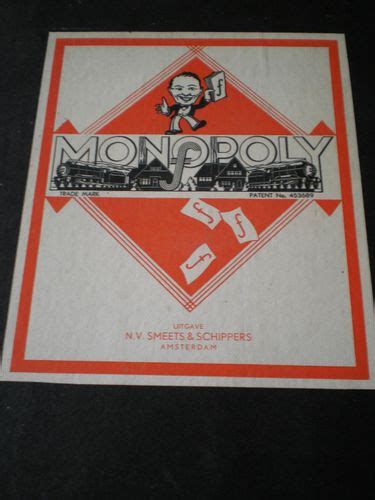 f
MONOPOLY
f
TRADE MARK
PATENT No. 453689
f
f
f
UITGAVE
N.V. SMEETS & SCHIPPERS
AMSTERDAM